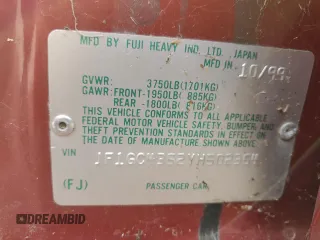 MFD BY FUJI HEAVY IND. LTD. JAPAN
MFD IN 10/99
GVWR: 3750LB(1701KG)
GAWR: FRONT-1950LB( 885KG)
REAR -1800LB( 816KG)
THIS VEHICLE CONFORMS TO ALL APPLICABLE
FEDERAL MOTOR VEHICLE SAFETY, BUMPER, AND
THEFT PREVENTION STANDARDS IN EFFECT ON
THE DATE OF MANUFACTURE SHOWN ABOVE.
VIN
(FJ) PASSENGER CAR
DREAMBID